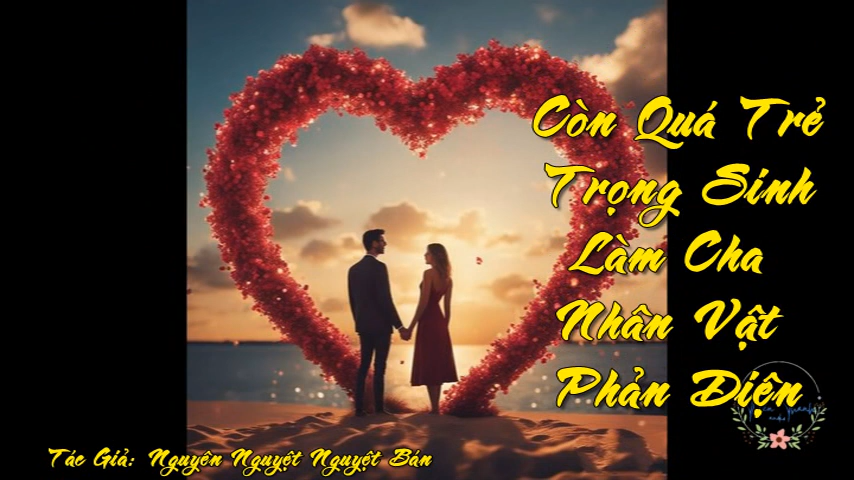 Còn Quá Trẻ
Trọng Sinh
Làm Cha
Nhân Vật
Phản Diện
Tác Giả: Nguyên Nguyệt Nguyệt Bán